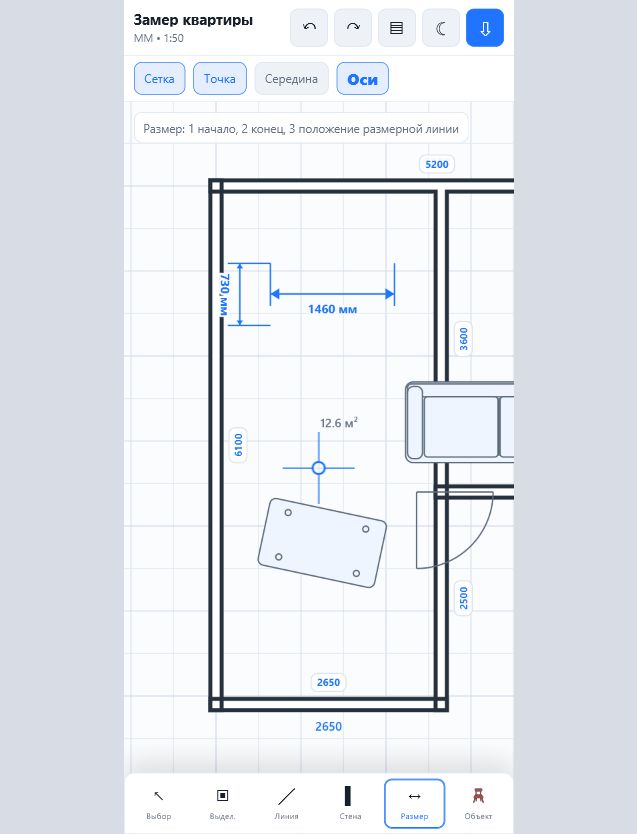 Замер квартиры
ММ • 1:50
Сетка
Точка
Середина
Оси
Размер: 1 начало, 2 конец, 3 положение размерной линии
5200
730 мм
1460 мм
3600
12.6 м²
6100
2500
2650
2650
Выбор
Выдел.
Линия
Стена
Размер
Объект